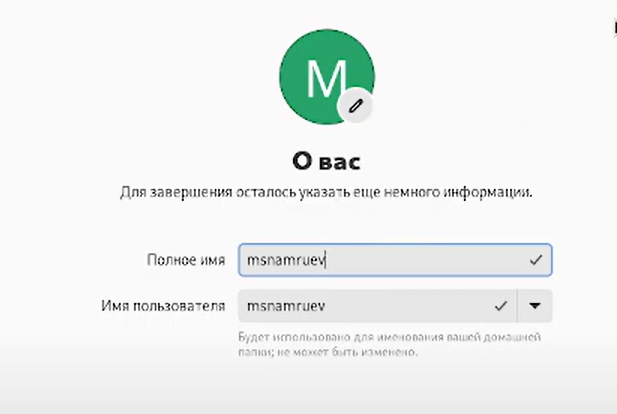 M
О вас
Для завершения осталось указать еще немного информации.
Полное имя msnamruev
Имя пользователя msnamruev
Будет использовано для именования вашей домашней
папки; не может быть изменено.